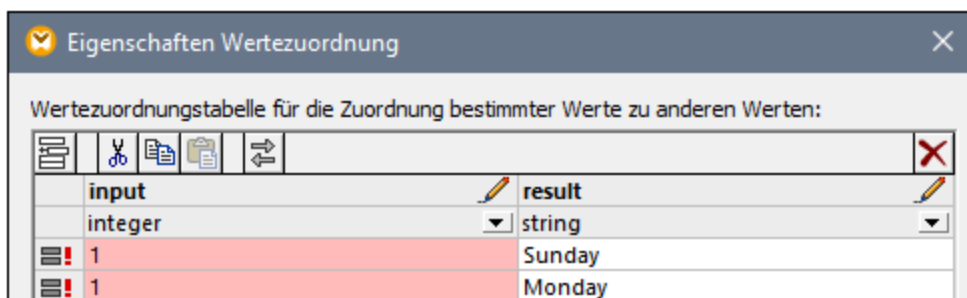 Eigenschaften Wertezuordnung
Wertezuordnungstabelle für die Zuordnung bestimmter Werte zu anderen Werten:
input result
integer string
1 Sunday
1 Monday